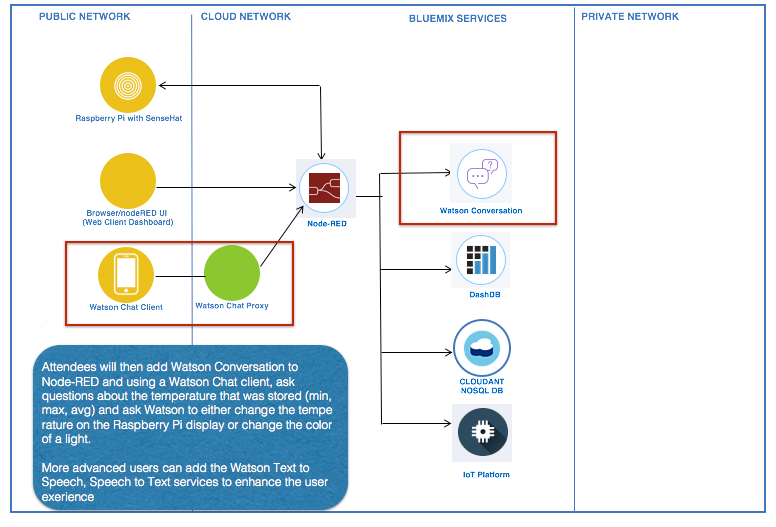 PUBLIC NETWORK
CLOUD NETWORK
BLUEMIX SERVICES
PRIVATE NETWORK
Raspberry Pi with SenseHat
Browser/nodeRED UI
(Web Client Dashboard)
Node-RED
Watson Conversation
Watson Chat Client
Watson Chat Proxy
DashDB
CLOUDANT
NOSQL DB
IoT Platform
Attendees will then add Watson Conversation to
Node-RED and using a Watson Chat client, ask
questions about the temperature that was stored (min,
max, avg) and ask Watson to either change the tempe
rature on the Raspberry Pi display or change the color
of a light.
More advanced users can add the Watson Text to
Speech, Speech to Text services to enhance the user
exerience